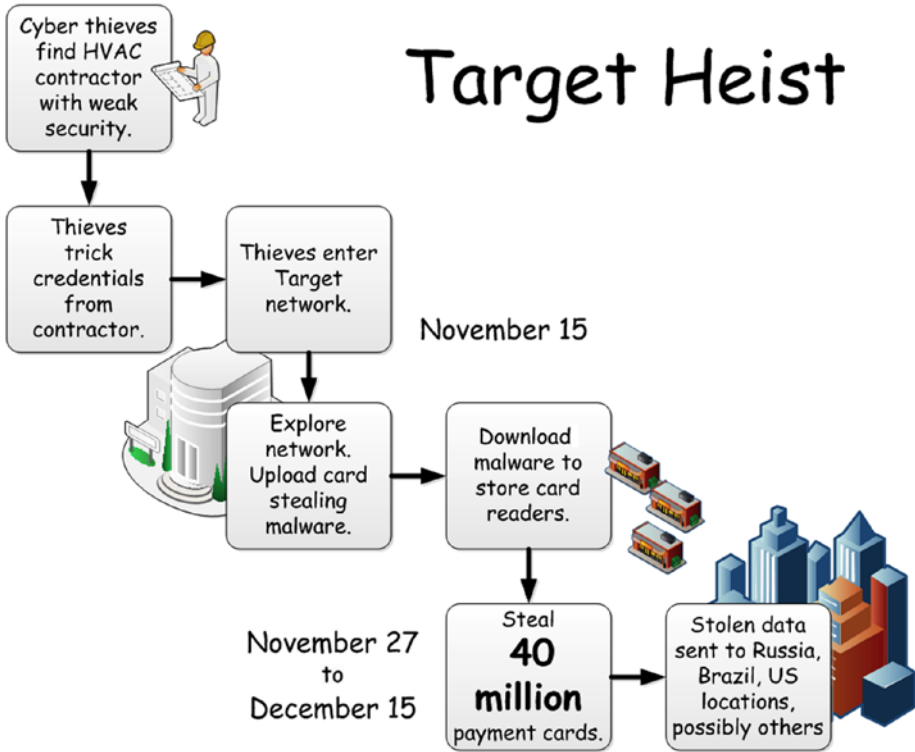 Target Heist
Cyber thieves
find HVAC
contractor
with weak
security.
Thieves
trick
credentials
from
contractor.
Thieves enter
Target
network.
November 15
Explore
network.
Upload card
stealing
malware.
Download
malware to
store card
readers.
November 27
to
December 15
Steal
40
million
payment cards.
Stolen data
sent to Russia,
Brazil, US
locations,
possibly others